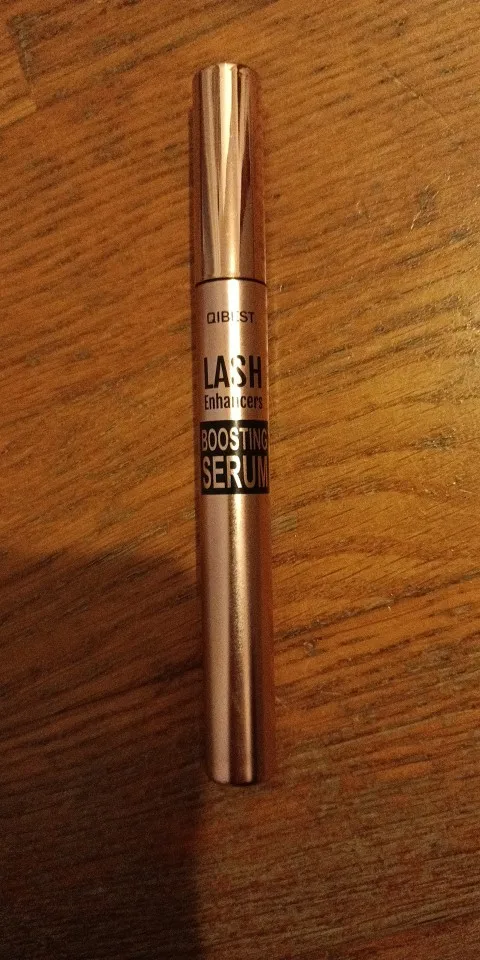 QIBEST
LASH
Enhancers
BOOSTING
SERUM